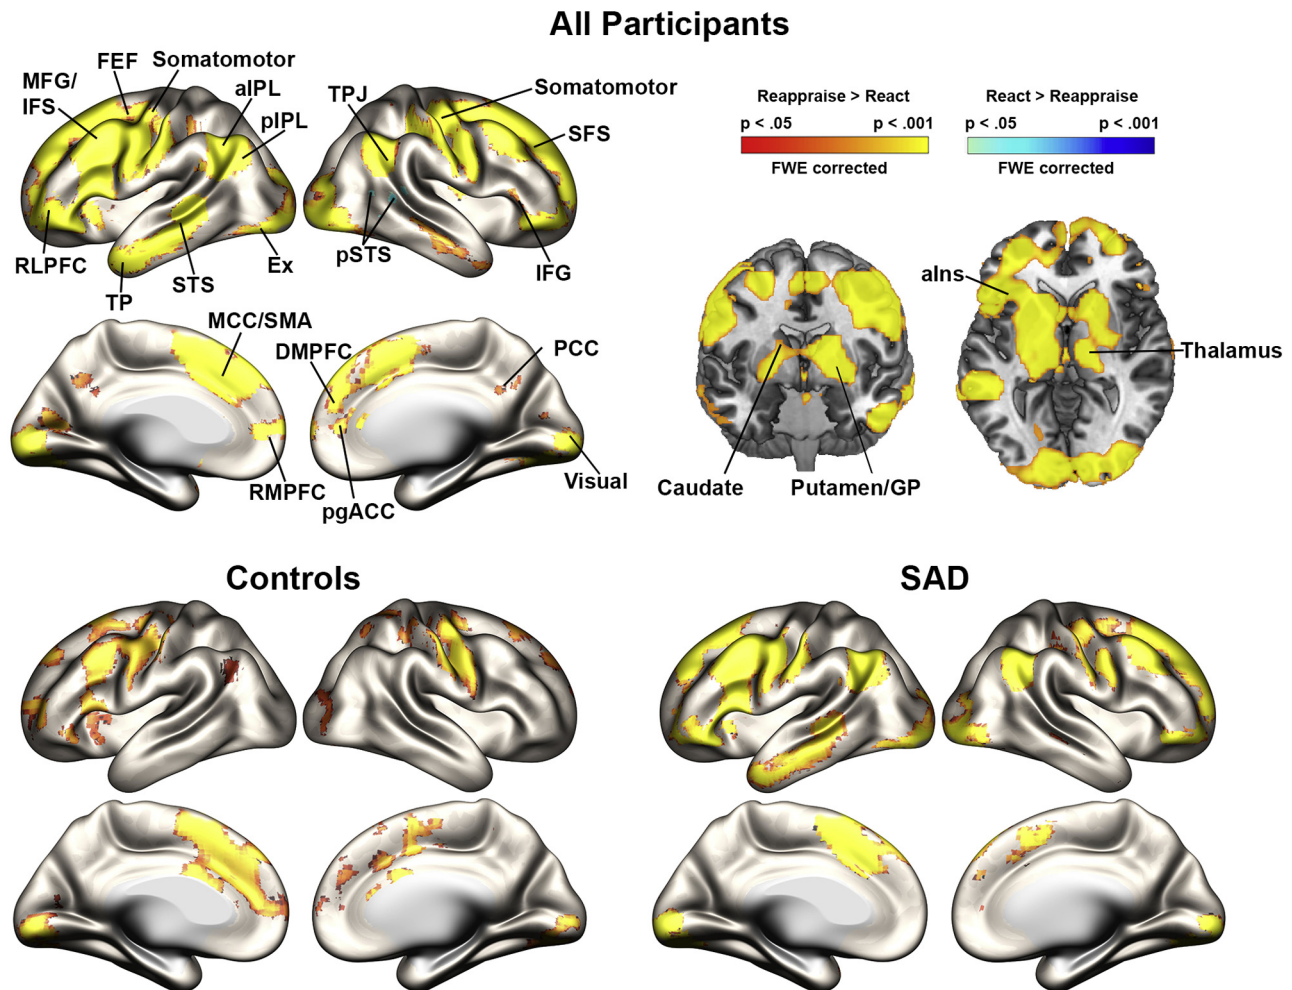 All Participants
FEF
Somatomotor
MFG/
IFS
aIPL
pIPL
TPJ
Somatomotor
SFS
RLPFC
TP
STS
Ex
pSTS
IFG
MCC/SMA
DMPFC
PCC
RMPFC
pgACC
Visual
Reappraise > React
p < .05
p < .001
FWE corrected
React > Reappraise
p < .05
p < .001
FWE corrected
aIns
Thalamus
Caudate
Putamen/GP
Controls
SAD